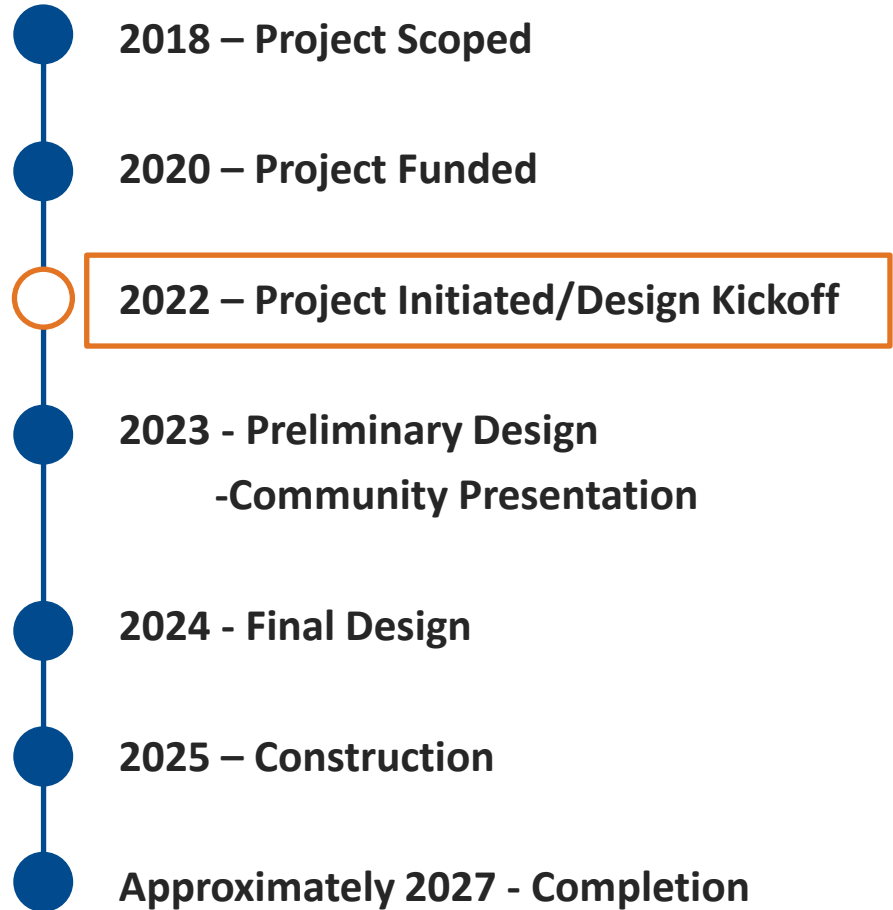 2018 – Project Scoped
2020 – Project Funded
2022 – Project Initiated/Design Kickoff
2023 - Preliminary Design
-Community Presentation
2024 - Final Design
2025 – Construction
Approximately 2027 - Completion